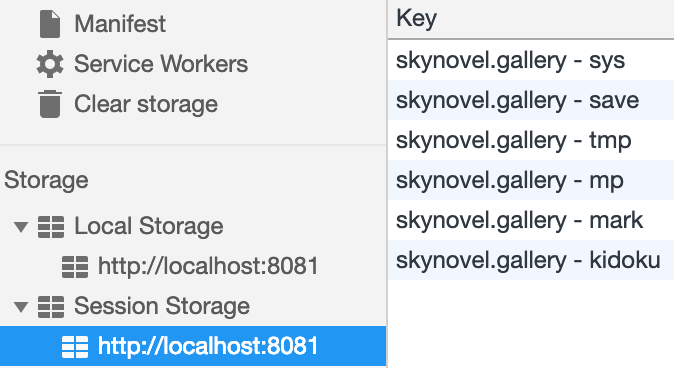 Manifest
Service Workers
Clear storage
Storage
Local Storage
http://localhost:8081
Session Storage
http://localhost:8081
Key
skynovel.gallery - sys
skynovel.gallery - save
skynovel.gallery - tmp
skynovel.gallery - mp
skynovel.gallery - mark
skynovel.gallery - kidoku